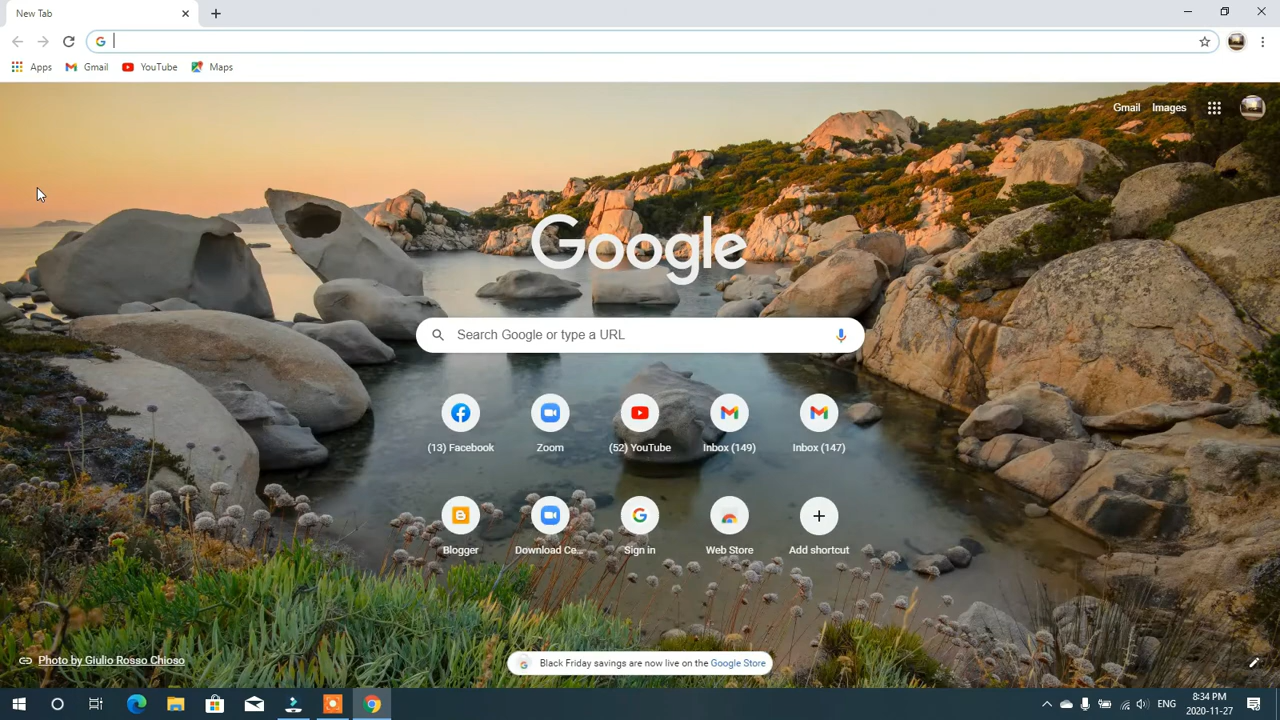 New Tab
Apps Gmail YouTube Maps
Gmail Images
Google
Search Google or type a URL
(13) Facebook Zoom (52) YouTube Inbox (149) Inbox (147)
Blogger Download Ce... Sign in Web Store Add shortcut
Photo by Giulio Rosso Chioso
Black Friday savings are now live on the Google Store
ENG
8:34 PM
2020-11-27